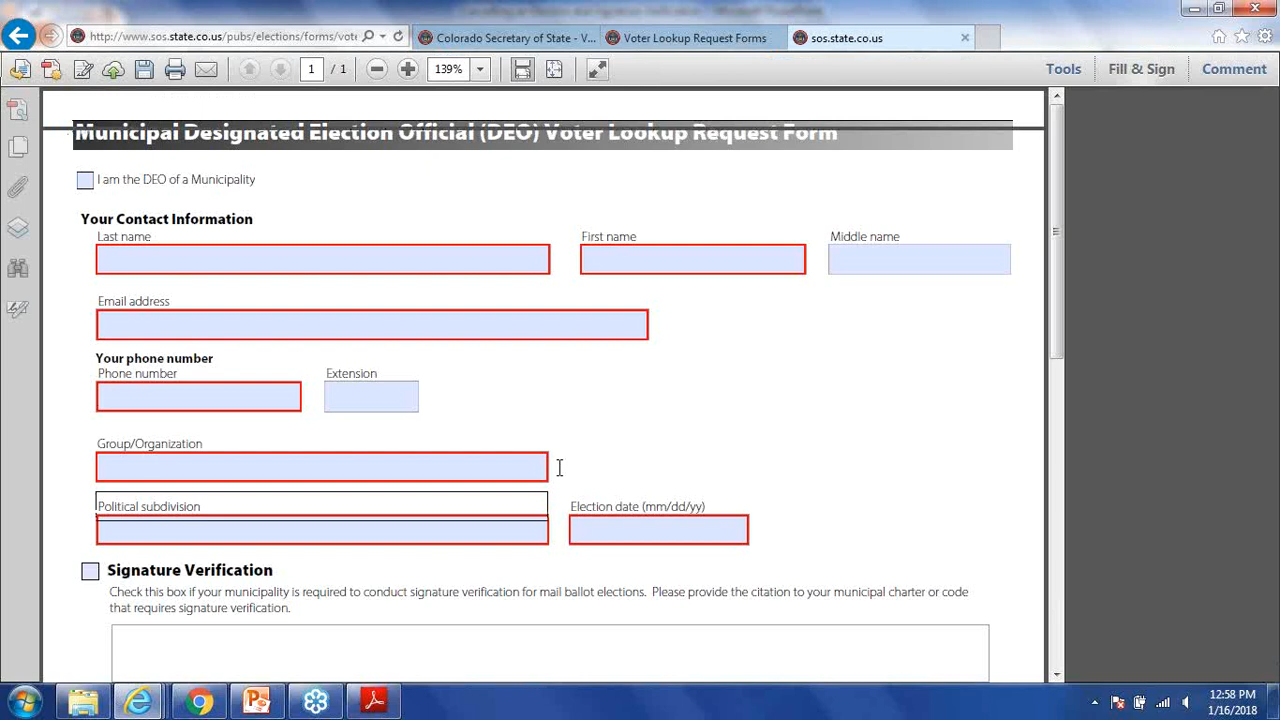 http://www.sos.state.co.us/pubs/elections/forms/vote
Colorado Secretary of State - V...
Voter Lookup Request Forms
sos.state.co.us
1 / 1
139%
Tools
Fill & Sign
Comment
Municipal Designated Election Official (DEO) Voter Lookup Request Form
I am the DEO of a Municipality
Your Contact Information
Last name
First name
Middle name
Email address
Your phone number
Phone number
Extension
Group/Organization
Political subdivision
Election date (mm/dd/yy)
Signature Verification
Check this box if your municipality is required to conduct signature verification for mail ballot elections.  Please provide the citation to your municipal charter or code
that requires signature verification.
12:58 PM
1/16/2018